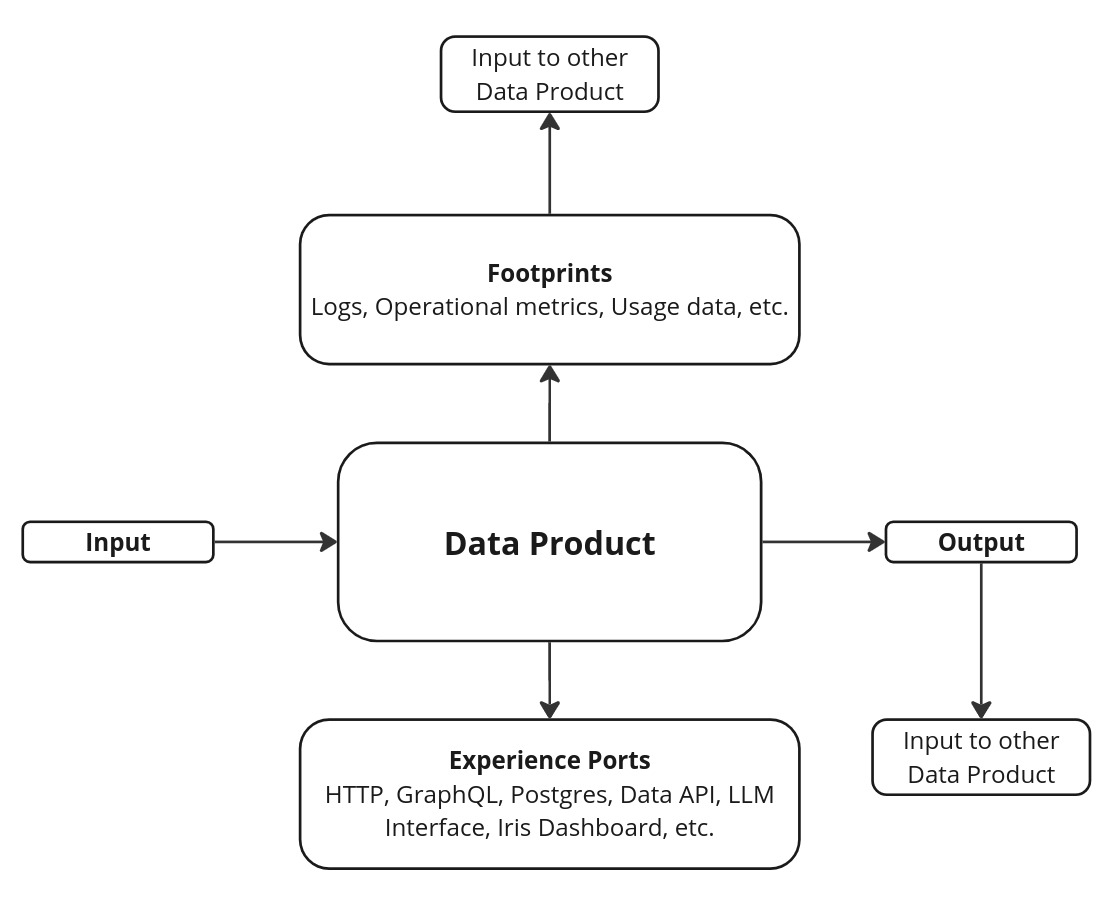 Input to other
Data Product
Footprints
Logs, Operational metrics, Usage data, etc.
Input
Data Product
Output
Experience Ports
HTTP, GraphQL, Postgres, Data API, LLM
Interface, Iris Dashboard, etc.
Input to other
Data Product